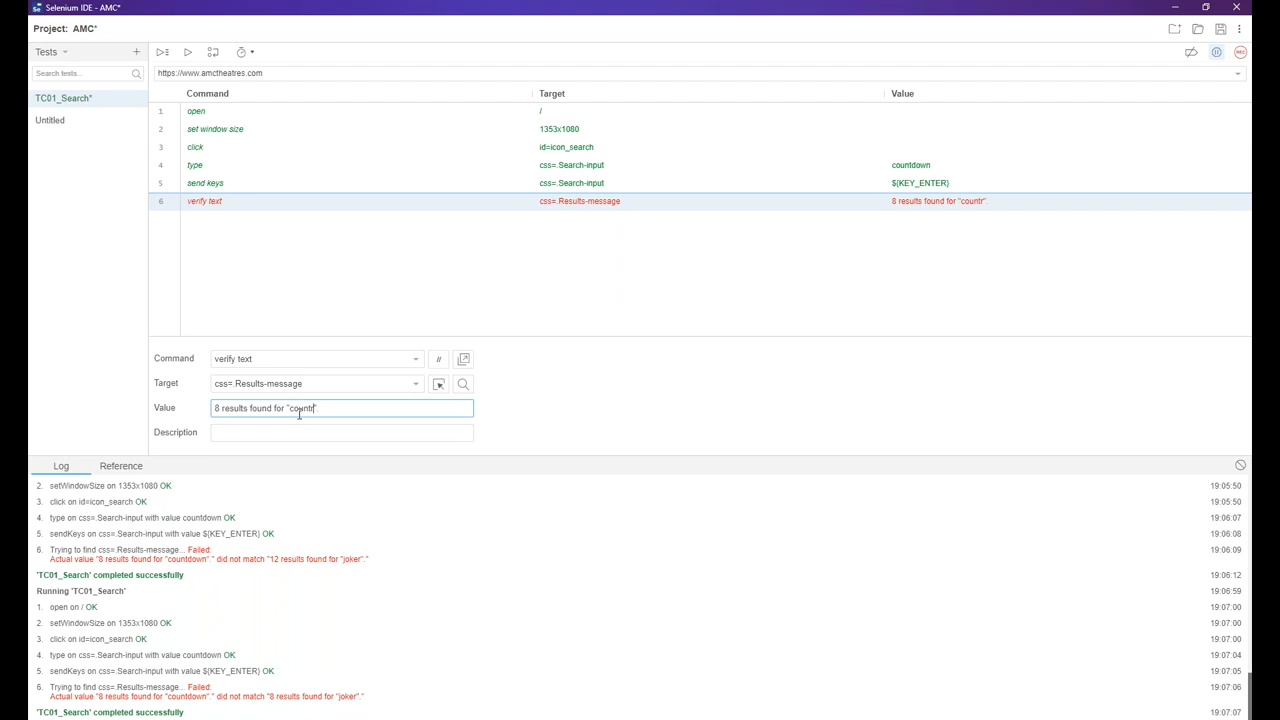 Selenium IDE - AMC*
Project: AMC*
Tests
Search tests...
https://www.amctheatres.com
TC01_Search*
Untitled
Command Target Value
1 open /
2 set window size 1353x1080
3 click id=icon_search
4 type css=.Search-input countdown
5 send keys css=.Search-input ${KEY_ENTER}
6 verify text css=.Results-message 8 results found for "countr".
Command verify text //
Target css=.Results-message
Value 8 results found for "countr".
Description
Log Reference
2. setWindowSize on 1353x1080 OK 19:05:50
3. click on id=icon_search OK 19:05:50
4. type on css=.Search-input with value countdown OK 19:06:07
5. sendKeys on css=.Search-input with value ${KEY_ENTER} OK 19:06:08
6. Trying to find css=.Results-message... Failed: 19:06:09
Actual value "8 results found for "countdown"." did not match "12 results found for "joker"."
'TC01_Search' completed successfully 19:06:12
Running 'TC01_Search' 19:06:59
1. open on / OK 19:07:00
2. setWindowSize on 1353x1080 OK 19:07:00
3. click on id=icon_search OK 19:07:00
4. type on css=.Search-input with value countdown OK 19:07:04
5. sendKeys on css=.Search-input with value ${KEY_ENTER} OK 19:07:05
6. Trying to find css=.Results-message... Failed: 19:07:06
Actual value "8 results found for "countdown"." did not match "8 results found for "joker"."
'TC01_Search' completed successfully 19:07:07